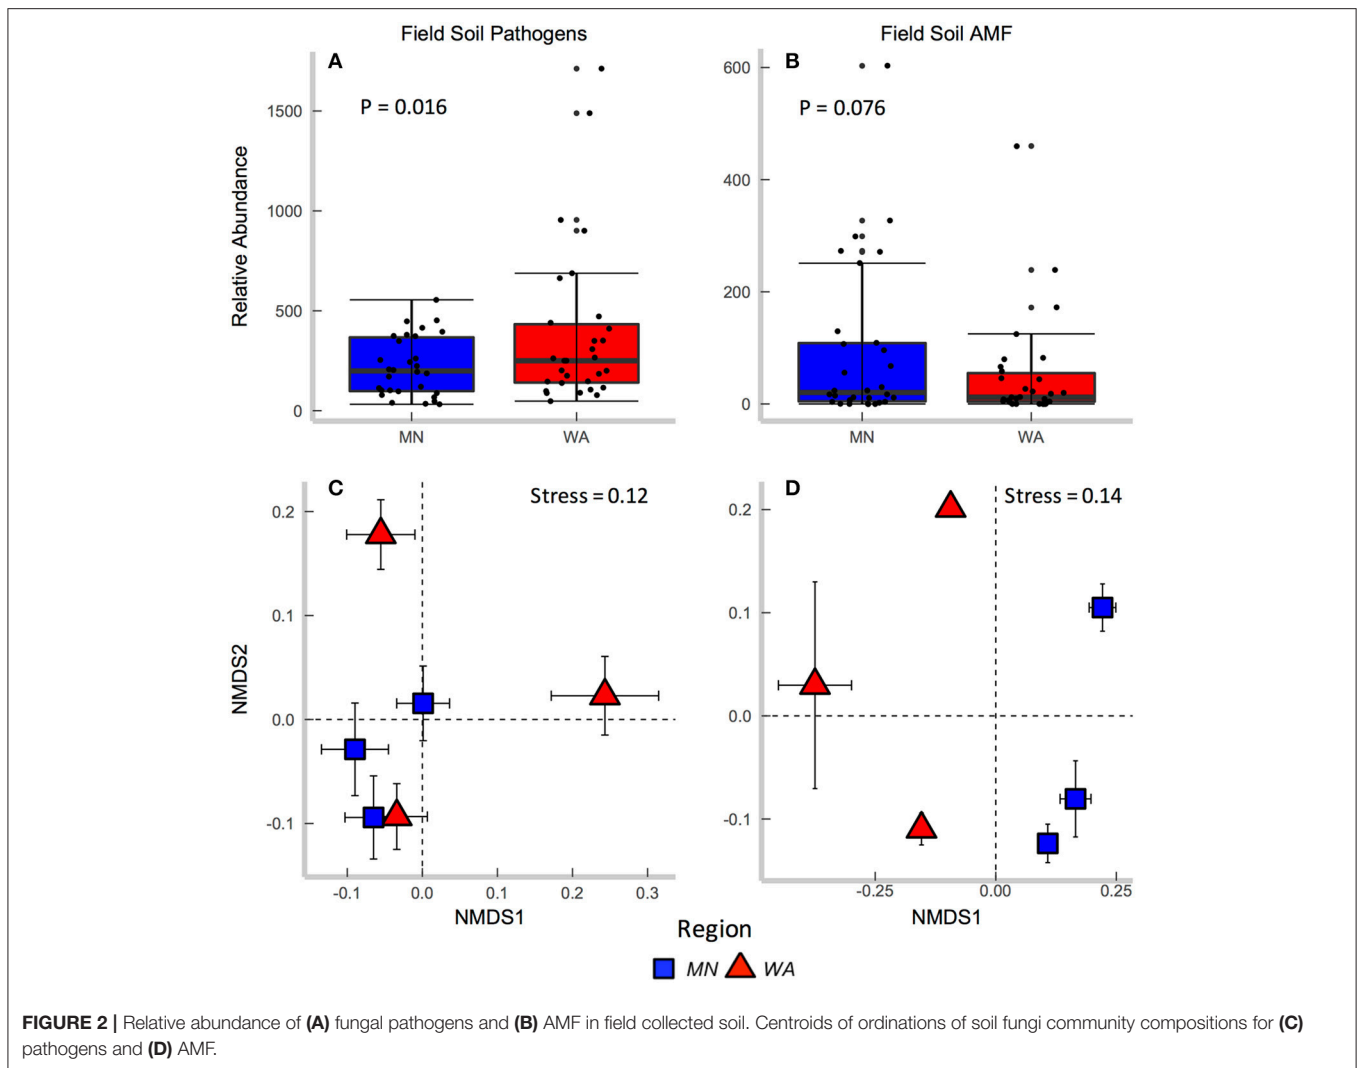 Field Soil Pathogens
Field Soil AMF
A
P = 0.016
Relative Abundance
1500
1000
500
0
MN
WA
B
P = 0.076
600
400
200
0
MN
WA
C
Stress = 0.12
NMDS2
0.2
0.1
0.0
-0.1
-0.1
0.0
0.1
0.2
0.3
NMDS1
D
Stress = 0.14
0.2
0.1
0.0
-0.1
-0.25
0.00
0.25
NMDS1
Region
MN
WA
FIGURE 2 | Relative abundance of (A) fungal pathogens and (B) AMF in field collected soil. Centroids of ordinations of soil fungi community compositions for (C)
pathogens and (D) AMF.